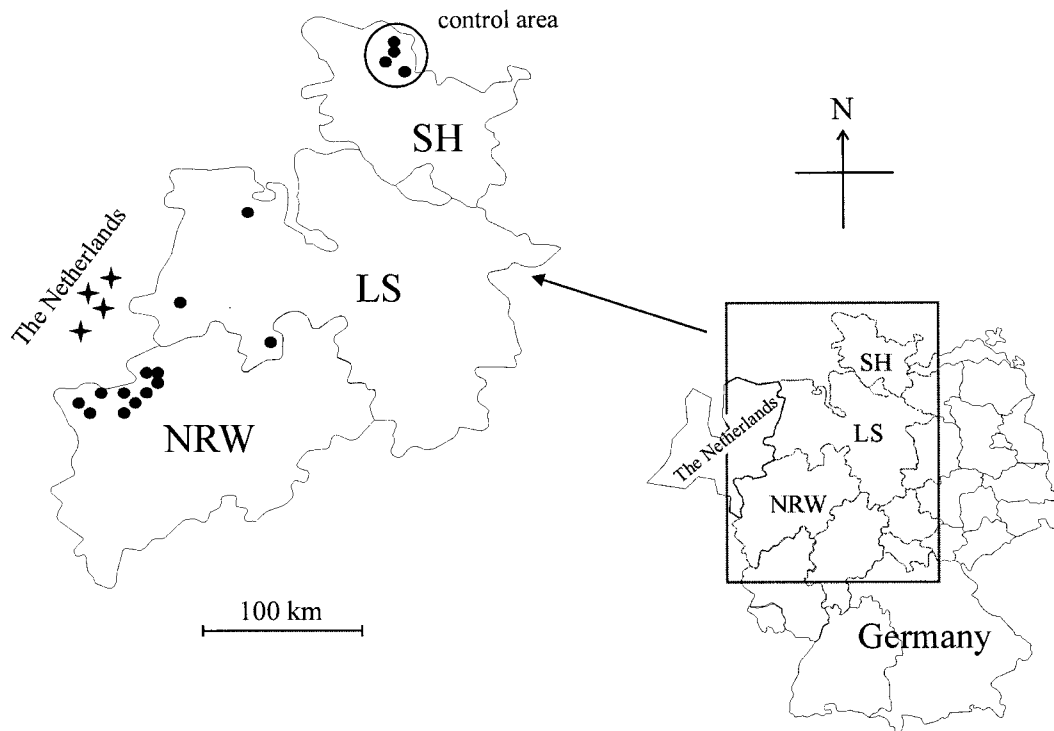 control area
SH
N
The Netherlands
LS
NRW
100 km
SH
The Netherlands
LS
NRW
Germany